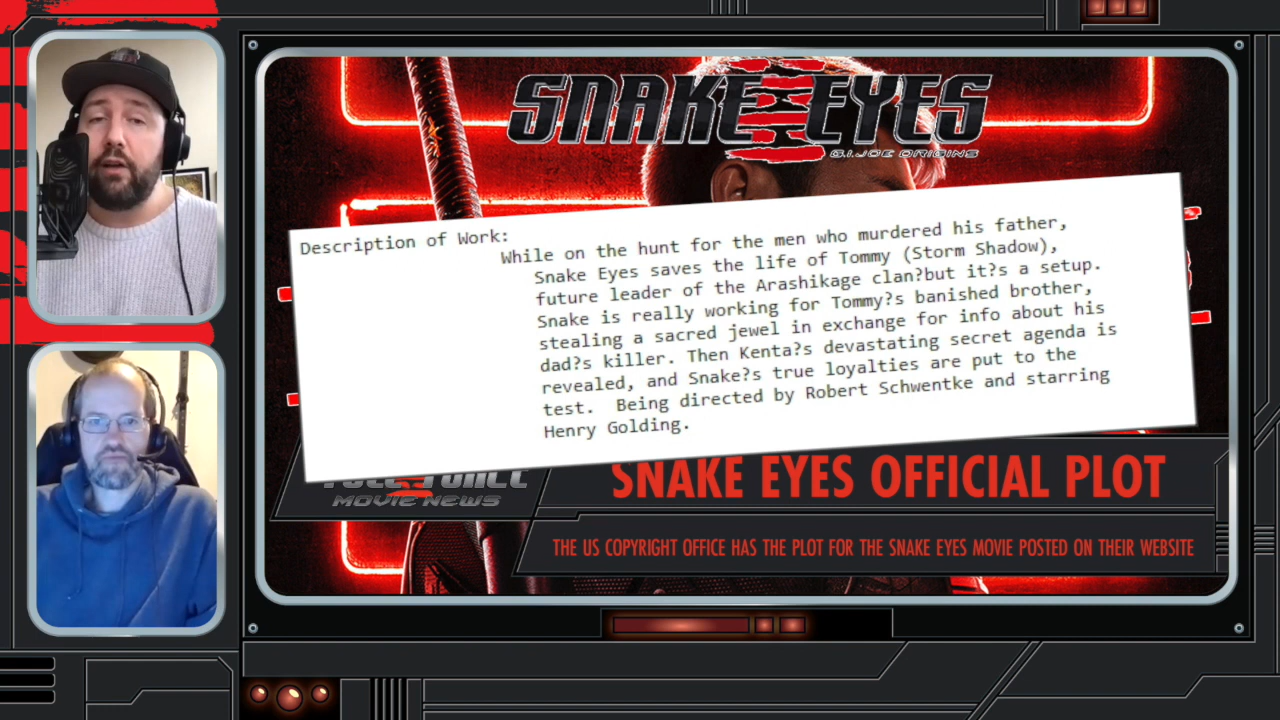 SNAKE EYES
G.I. JOE ORIGINS
Description of Work:
While on the hunt for the men who murdered his father,
Snake Eyes saves the life of Tommy (Storm Shadow),
future leader of the Arashikage clan?but it?s a setup.
Snake is really working for Tommy?s banished brother,
stealing a sacred jewel in exchange for info about his
dad?s killer. Then Kenta?s devastating secret agenda is
revealed, and Snake?s true loyalties are put to the
test.  Being directed by Robert Schwentke and starring
Henry Golding.
MOVIE NEWS
SNAKE EYES OFFICIAL PLOT
THE US COPYRIGHT OFFICE HAS THE PLOT FOR THE SNAKE EYES MOVIE POSTED ON THEIR WEBSITE